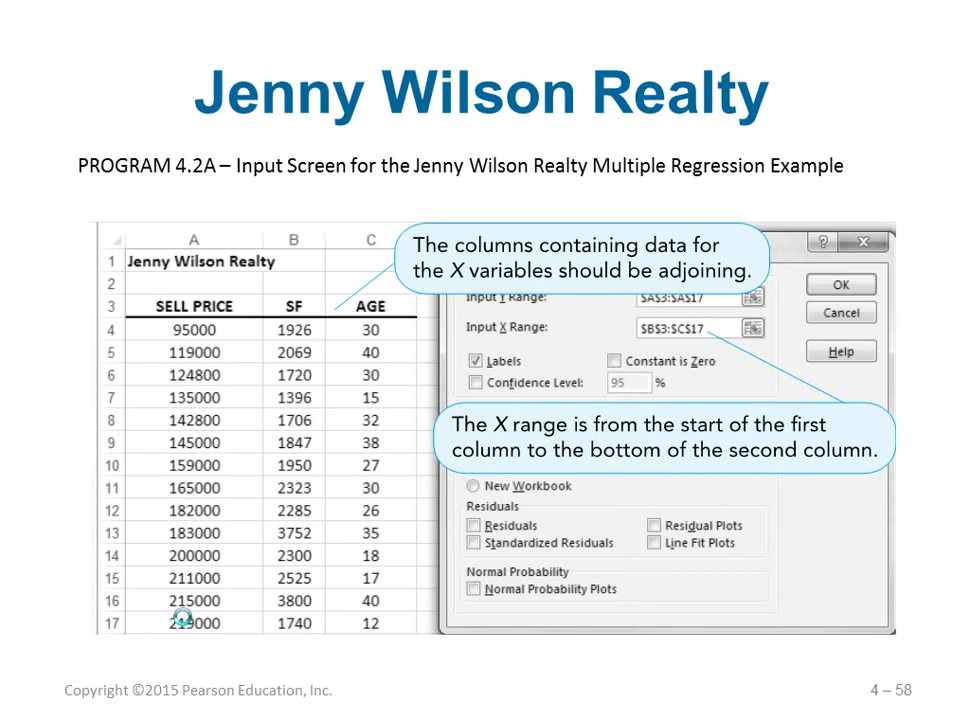 Jenny Wilson Realty
PROGRAM 4.2A – Input Screen for the Jenny Wilson Realty Multiple Regression Example
A B C
1 Jenny Wilson Realty
2
3 SELL PRICE SF AGE
4 95000 1926 30
5 119000 2069 40
6 124800 1720 30
7 135000 1396 15
8 142800 1706 32
9 145000 1847 38
10 159000 1950 27
11 165000 2323 30
12 182000 2285 26
13 183000 3752 35
14 200000 2300 18
15 211000 2525 17
16 215000 3800 40
17 219000 1740 12
The columns containing data for
the X variables should be adjoining.
?
Input Y Range: $A$3:$A$17
Input X Range: $B$3:$C$17
Labels Constant is Zero
Confidence Level: 95 %
OK
Cancel
Help
The X range is from the start of the first
column to the bottom of the second column.
New Workbook
Residuals
Residuals Residual Plots
Standardized Residuals Line Fit Plots
Normal Probability
Normal Probability Plots
Copyright ©2015 Pearson Education, Inc.
4 – 58